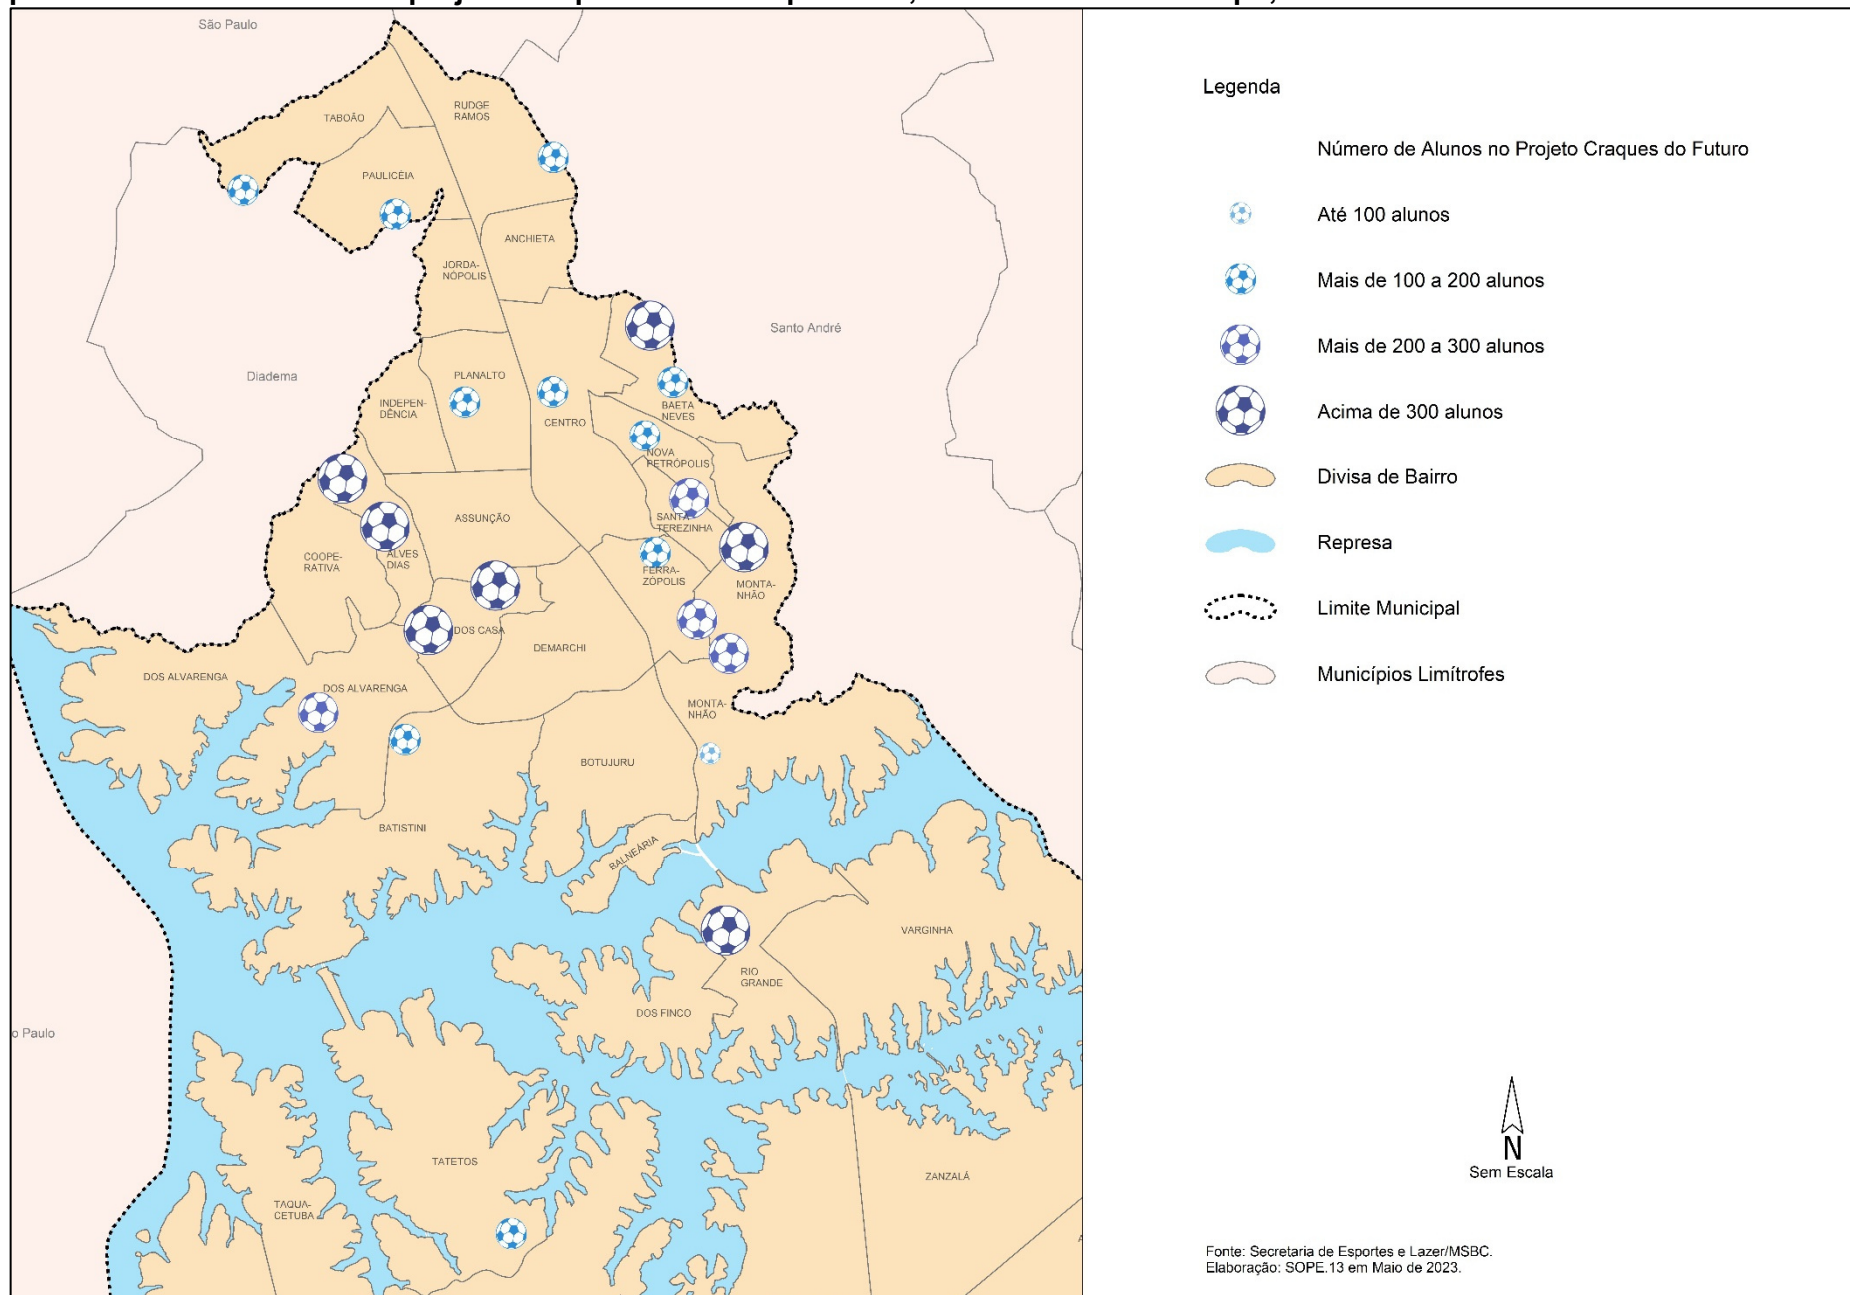 São Paulo
TABOÃO
RUDGE
RAMOS
PAULICÉIA
ANCHIETA
JORDA-
NÓPOLIS
Santo André
Diadema
PLANALTO
INDEPEN-
DÊNCIA
CENTRO
BAETA
NEVES
NOVA
PETRÓPOLIS
ASSUNÇÃO
SANTA
TEREZINHA
COOPE-
RATIVA
ALVES
DIAS
FERRA-
ZÓPOLIS
MONTA-
NHÃO
DOS CASA
DEMARCHI
DOS ALVARENGA
DOS ALVARENGA
MONTA-
NHÃO
BOTUJURU
BATISTINI
BALNEÁRIA
VARGINHA
RIO
GRANDE
DOS FINCO
o Paulo
TATETOS
ZANZALÁ
TAQUA-
CETUBA
Legenda
Número de Alunos no Projeto Craques do Futuro
Até 100 alunos
Mais de 100 a 200 alunos
Mais de 200 a 300 alunos
Acima de 300 alunos
Divisa de Bairro
Represa
Limite Municipal
Municípios Limítrofes
N
Sem Escala
Fonte: Secretaria de Esportes e Lazer/MSBC.
Elaboração: SOPE.13 em Maio de 2023.